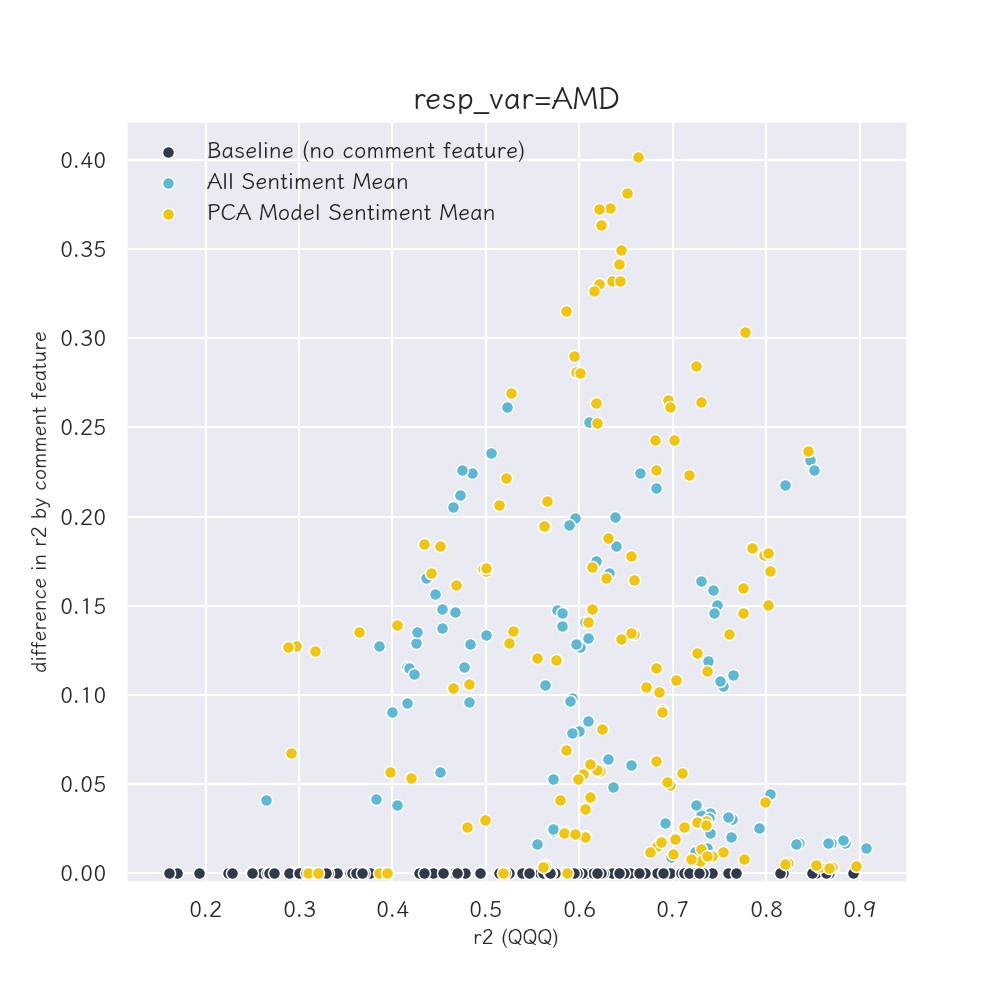 resp_var=AMD
Baseline (no comment feature)
All Sentiment Mean
PCA Model Sentiment Mean
0.40
0.35
0.30
0.25
0.20
0.15
0.10
0.05
0.00
difference in r2 by comment feature
0.2 0.3 0.4 0.5 0.6 0.7 0.8 0.9
r2 (QQQ)